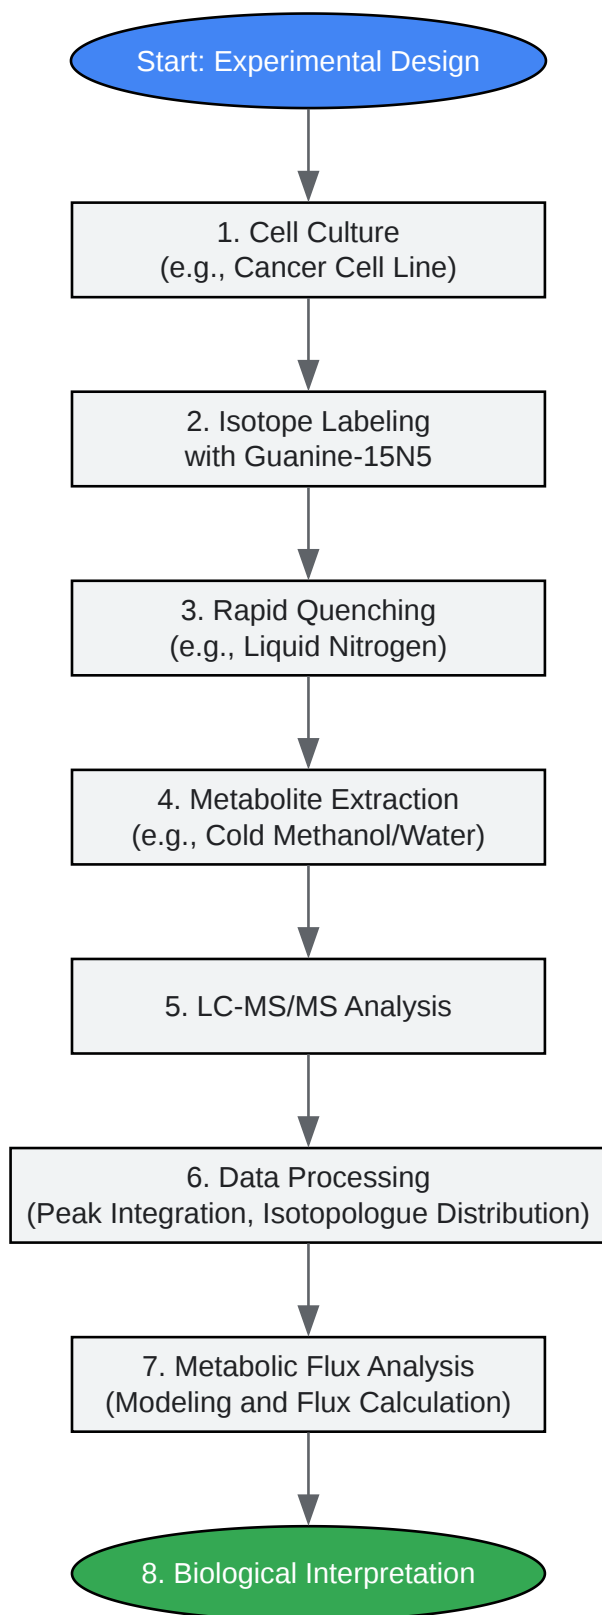 Start: Experimental Design
1. Cell Culture
(e.g., Cancer Cell Line)
2. Isotope Labeling
with Guanine-15N5
3. Rapid Quenching
(e.g., Liquid Nitrogen)
4. Metabolite Extraction
(e.g., Cold Methanol/Water)
5. LC-MS/MS Analysis
6. Data Processing
(Peak Integration, Isotopologue Distribution)
7. Metabolic Flux Analysis
(Modeling and Flux Calculation)
8. Biological Interpretation